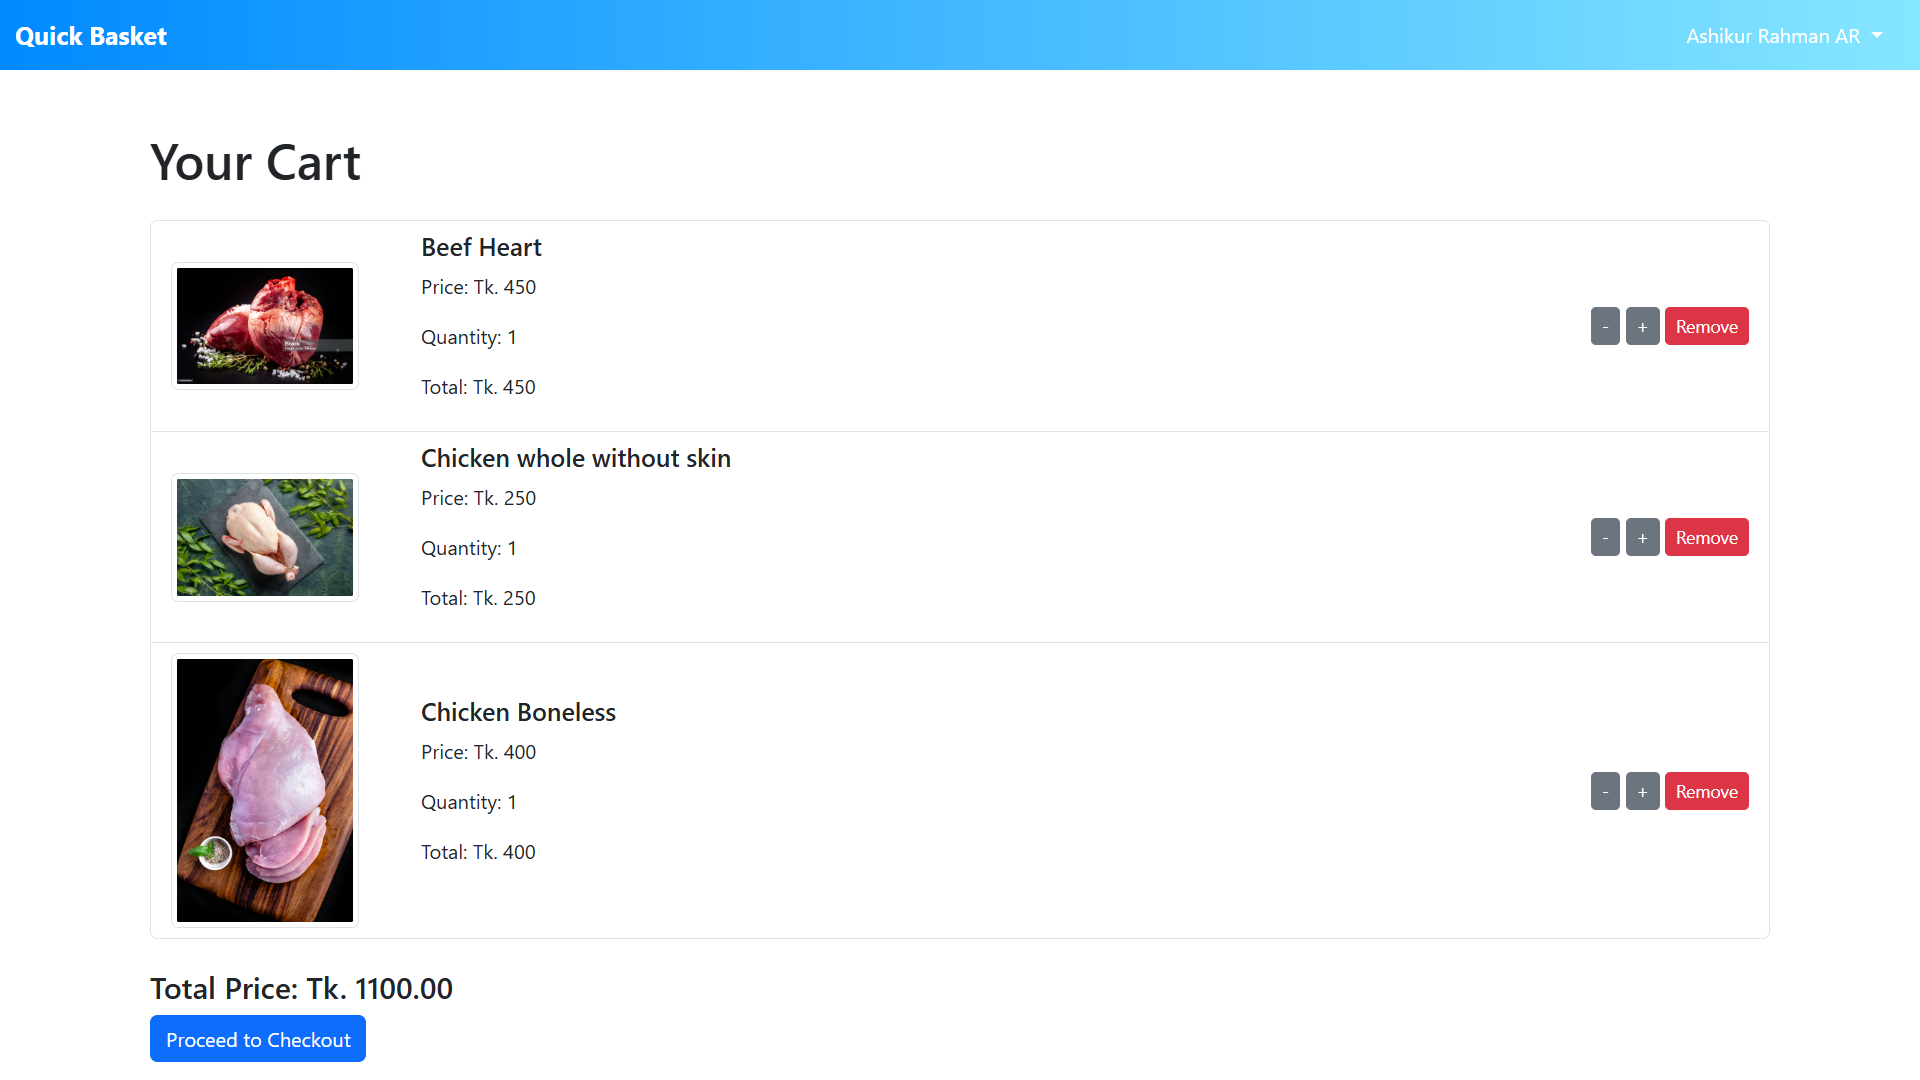 Quick Basket
Ashikur Rahman AR
Your Cart
Beef Heart
Price: Tk. 450
Quantity: 1
Total: Tk. 450
- + Remove
Chicken whole without skin
Price: Tk. 250
Quantity: 1
Total: Tk. 250
- + Remove
Chicken Boneless
Price: Tk. 400
Quantity: 1
Total: Tk. 400
- + Remove
Total Price: Tk. 1100.00
Proceed to Checkout